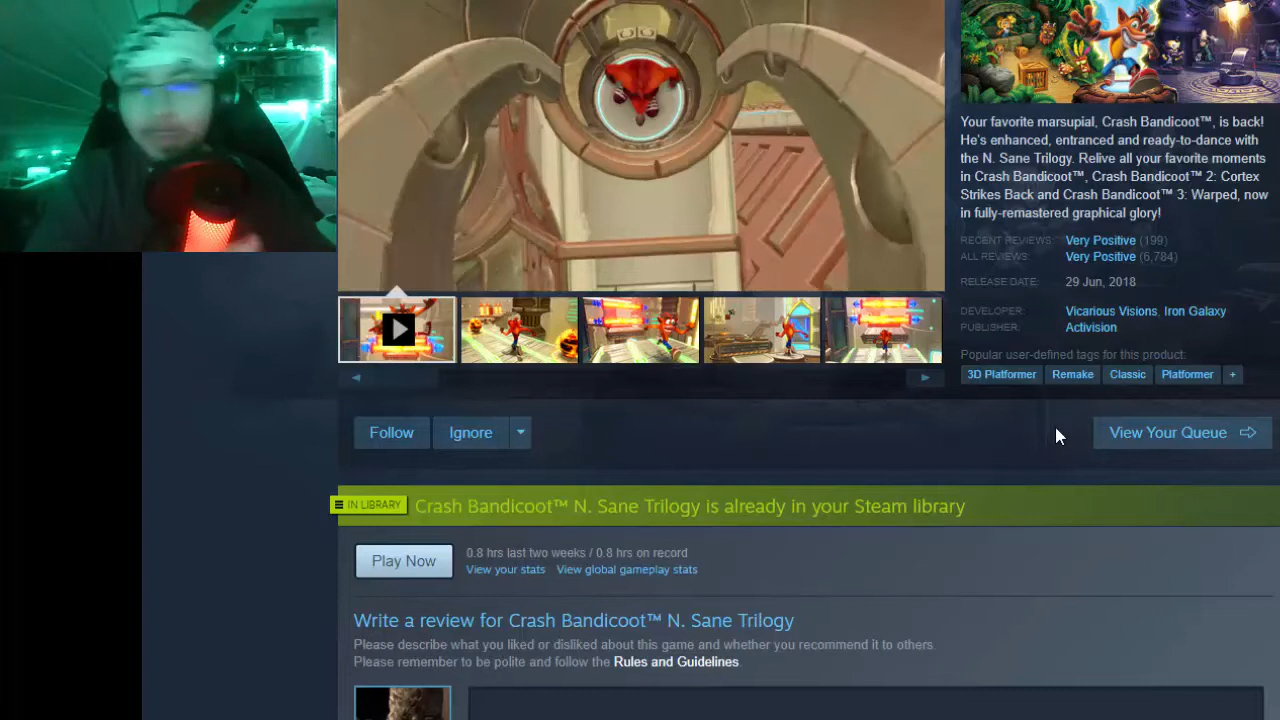 Your favorite marsupial, Crash Bandicoot™, is back!
He's enhanced, entranced and ready-to-dance with
the N. Sane Trilogy. Relive all your favorite moments
in Crash Bandicoot™, Crash Bandicoot™ 2: Cortex
Strikes Back and Crash Bandicoot™ 3: Warped, now
in fully-remastered graphical glory!
RECENT REVIEWS: Very Positive (199)
ALL REVIEWS: Very Positive (6,784)
RELEASE DATE: 29 Jun, 2018
DEVELOPER: Vicarious Visions, Iron Galaxy
PUBLISHER: Activision
Popular user-defined tags for this product:
3D Platformer Remake Classic Platformer +
Follow Ignore View Your Queue
IN LIBRARY Crash Bandicoot™ N. Sane Trilogy is already in your Steam library
Play Now
0.8 hrs last two weeks / 0.8 hrs on record
View your stats View global gameplay stats
Write a review for Crash Bandicoot™ N. Sane Trilogy
Please describe what you liked or disliked about this game and whether you recommend it to others.
Please remember to be polite and follow the Rules and Guidelines.